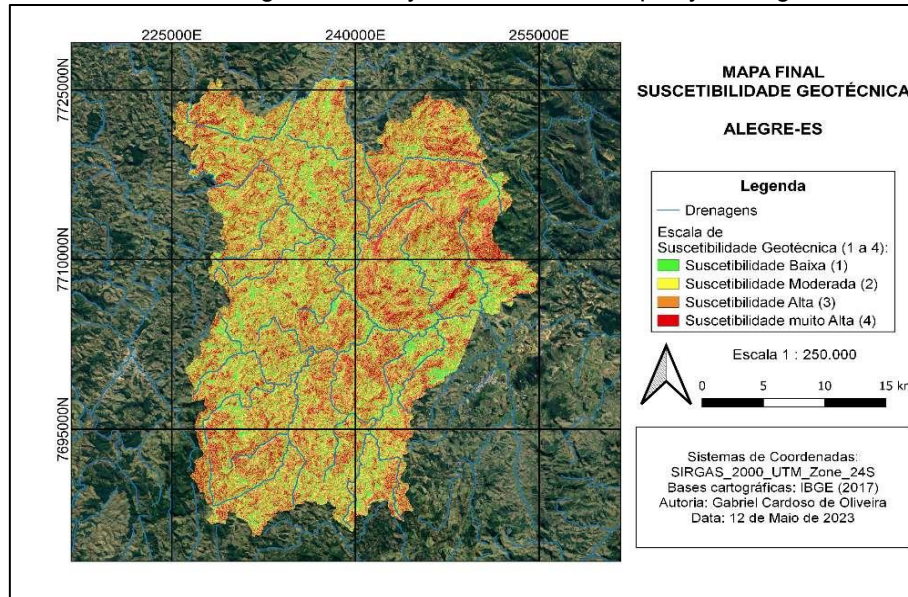 225000E
240000E
255000E
7725000N
7710000N
7695000N
MAPA FINAL
SUSCETIBILIDADE GEOTÉCNICA
ALEGRE-ES
Legenda
Drenagens
Escala de
Suscetibilidade Geotécnica (1 a 4):
Suscetibilidade Baixa (1)
Suscetibilidade Moderada (2)
Suscetibilidade Alta (3)
Suscetibilidade muito Alta (4)
Escala 1 : 250.000
0 5 10 15 km
Sistemas de Coordenadas:
SIRGAS_2000_UTM_Zone_24S
Bases cartográficas: IBGE (2017)
Autoria: Gabriel Cardoso de Oliveira
Data: 12 de Maio de 2023